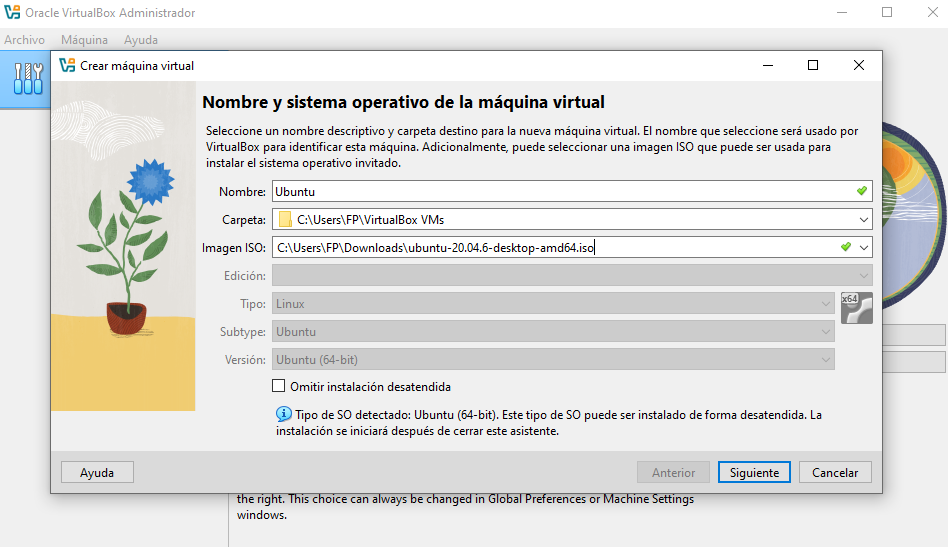 Oracle VirtualBox Administrador
Archivo Máquina Ayuda
Crear máquina virtual
Nombre y sistema operativo de la máquina virtual
Seleccione un nombre descriptivo y carpeta destino para la nueva máquina virtual. El nombre que seleccione será usado por
VirtualBox para identificar esta máquina. Adicionalmente, puede seleccionar una imagen ISO que puede ser usada para
instalar el sistema operativo invitado.
Nombre: Ubuntu
Carpeta: C:\Users\FP\VirtualBox VMs
Imagen ISO: C:\Users\FP\Downloads\ubuntu-20.04.6-desktop-amd64.iso
Edición:
Tipo: Linux
x64
Subtype: Ubuntu
Versión: Ubuntu (64-bit)
Omitir instalación desatendida
Tipo de SO detectado: Ubuntu (64-bit). Este tipo de SO puede ser instalado de forma desatendida. La
instalación se iniciará después de cerrar este asistente.
Ayuda Anterior Siguiente Cancelar
the right. This choice can always be changed in Global Preferences or Machine Settings
windows.